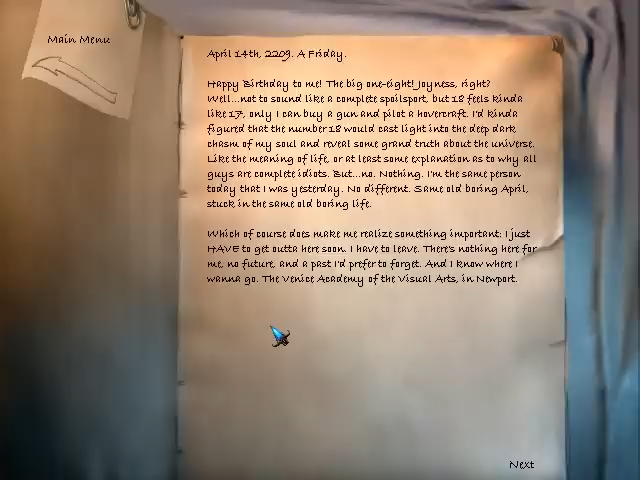 Main Menu
April 14th, 2209. A Friday.
Happy Birthday to me! The big one-eight! Joyness, right?
Well...not to sound like a complete spoilsport, but 18 feels kinda
like 17, only I can buy a gun and pilot a hovercraft. I'd kinda
figured that the number 18 would cast light into the deep dark
chasm of my soul and reveal some grand truth about the universe.
Like the meaning of life, or at least some explanation as to why all
guys are complete idiots. But...no. Nothing. I'm the same person
today that I was yesterday. No different. Same old boring April,
stuck in the same old boring life.
Which of course does make me realize something important: I just
HAVE to get outta here soon. I have to leave. There's nothing here for
me, no future, and a past I'd prefer to forget. And I know where I
wanna go. The Venice Academy of the Visual Arts, in Newport.
Next